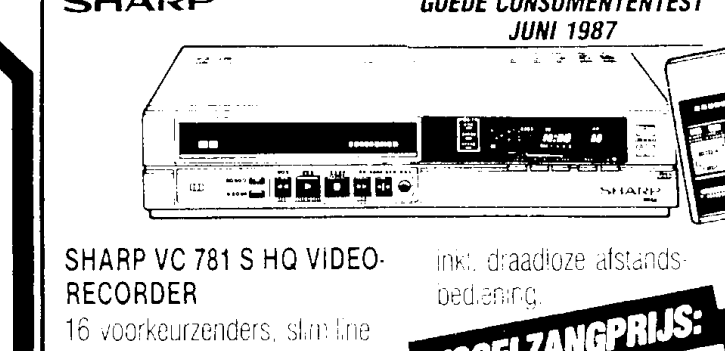 SHARP
GOEDE CONSUMENTENTEST
JUNI 1987
SHARP
SHARP VC 781 S HQ VIDEO-
RECORDER
16 voorkeurzenders, slim line
inkl. draadloze afstands-
bediening.